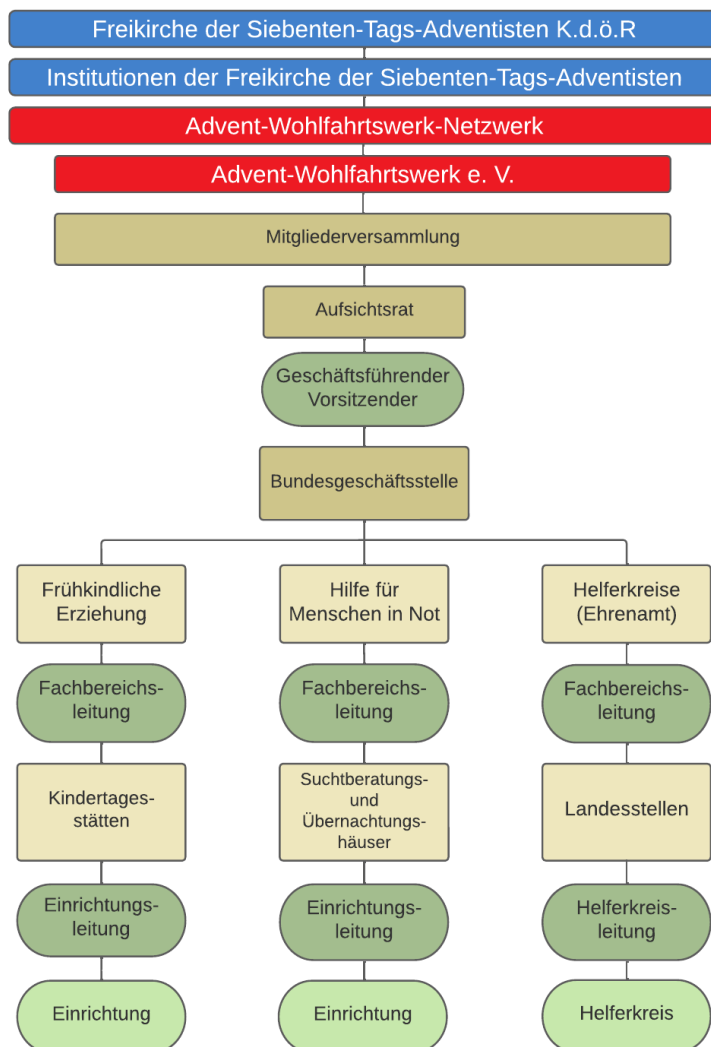 Freikirche der Siebenten-Tags-Adventisten K.d.ö.R
Institutionen der Freikirche der Siebenten-Tags-Adventisten
Advent-Wohlfahrtswerk-Netzwerk
Advent-Wohlfahrtswerk e. V.
Mitgliederversammlung
Aufsichtsrat
Geschäftsführender
Vorsitzender
Bundesgeschäftsstelle
Frühkindliche
Erziehung
Hilfe für
Menschen in Not
Helferkreise
(Ehrenamt)
Fachbereichs-
leitung
Fachbereichs-
leitung
Fachbereichs-
leitung
Kindertages-
stätten
Suchtberatungs-
und
Übernachtungs-
häuser
Landesstellen
Einrichtungs-
leitung
Einrichtungs-
leitung
Helferkreis-
leitung
Einrichtung
Einrichtung
Helferkreis